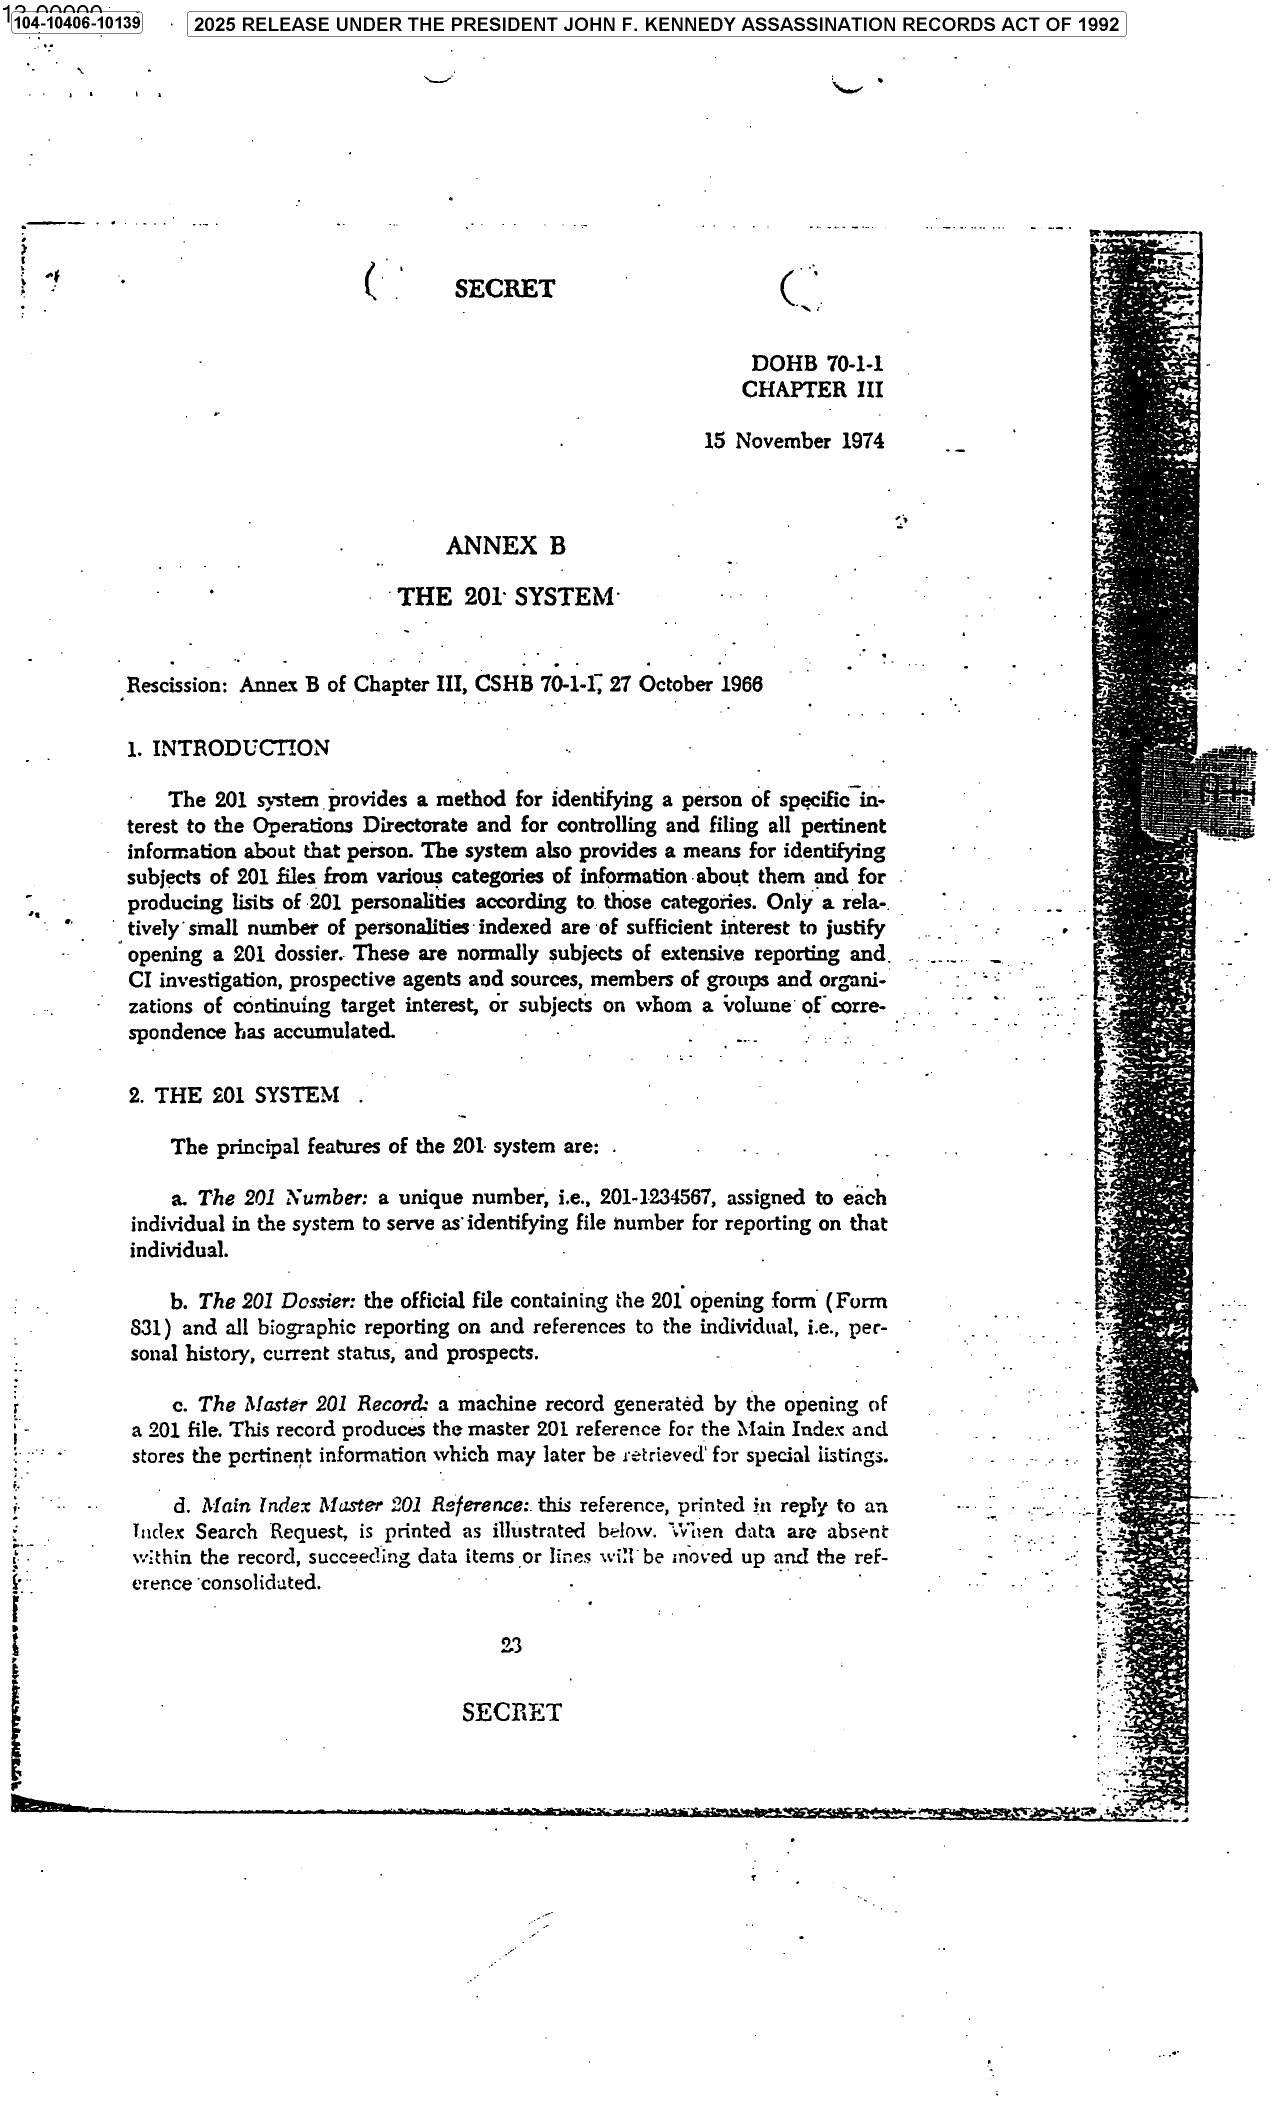 104-10406-10139
2025 RELEASE UNDER THE PRESIDENT JOHN F. KENNEDY ASSASSINATION RECORDS ACT OF 1992
SECRET
DOHB 70-1-1
CHAPTER III
15 November 1974
ANNEX B
THE 201 SYSTEM
Rescission: Annex B of Chapter III, CSHB 70-1-1, 27 October 1966
1. INTRODUCTION
The 201 system provides a method for identifying a person of specific in-
terest to the Operations Directorate and for controlling and filing all pertinent
information about that person. The system also provides a means for identifying
subjects of 201 files from various categories of information about them and for
producing lisits of 201 personalities according to those categories. Only a rela-
tively small number of personalities indexed are of sufficient interest to justify
opening a 201 dossier. These are normally subjects of extensive reporting and
CI investigation, prospective agents and sources, members of groups and organi-
zations of continuing target interest, or subjects on whom a volume of corre-
spondence has accumulated.
2. THE 201 SYSTEM
The principal features of the 201 system are:
a. The 201 Number: a unique number, i.e., 201-1234567, assigned to each
individual in the system to serve as identifying file number for reporting on that
individual.
b. The 201 Dossier: the official file containing the 201 opening form (Form
831) and all biographic reporting on and references to the individual, i.e., per-
sonal history, current status, and prospects.
c. The Master 201 Record: a machine record generated by the opening of
a 201 file. This record produces the master 201 reference for the Main Index and
stores the pertinent information which may later be retrieved for special listings.
d. Main Index Master 201 Reference: this reference, printed in reply to an
Index Search Request, is printed as illustrated below. When data are absent
within the record, succeeding data items or lines will be moved up and the ref-
erence consolidated.
23
SECRET